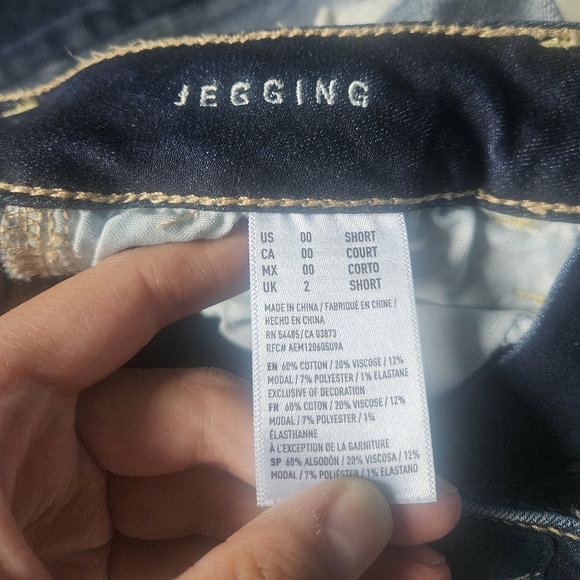 JEGGING
US 00 SHORT
CA 00 COURT
MX 00 CORTO
UK 2 SHORT
MADE IN CHINA / FABRIQUÉ EN CHINE /
HECHO EN CHINA
RN 54485 / CA 03873
RFC# AEM120605U9A
EN 60% COTTON / 20% VISCOSE / 12%
MODAL / 7% POLYESTER / 1% ELASTANE
EXCLUSIVE OF DECORATION
FR 60% COTON / 20% VISCOSE / 12%
MODAL / 7% POLYESTER / 1%
ÉLASTHANNE
À L'EXCEPTION DE LA GARNITURE
SP 60% ALGODÓN / 20% VISCOSA / 12%
MODAL / 7% POLIÉSTER / 1% ELASTANO